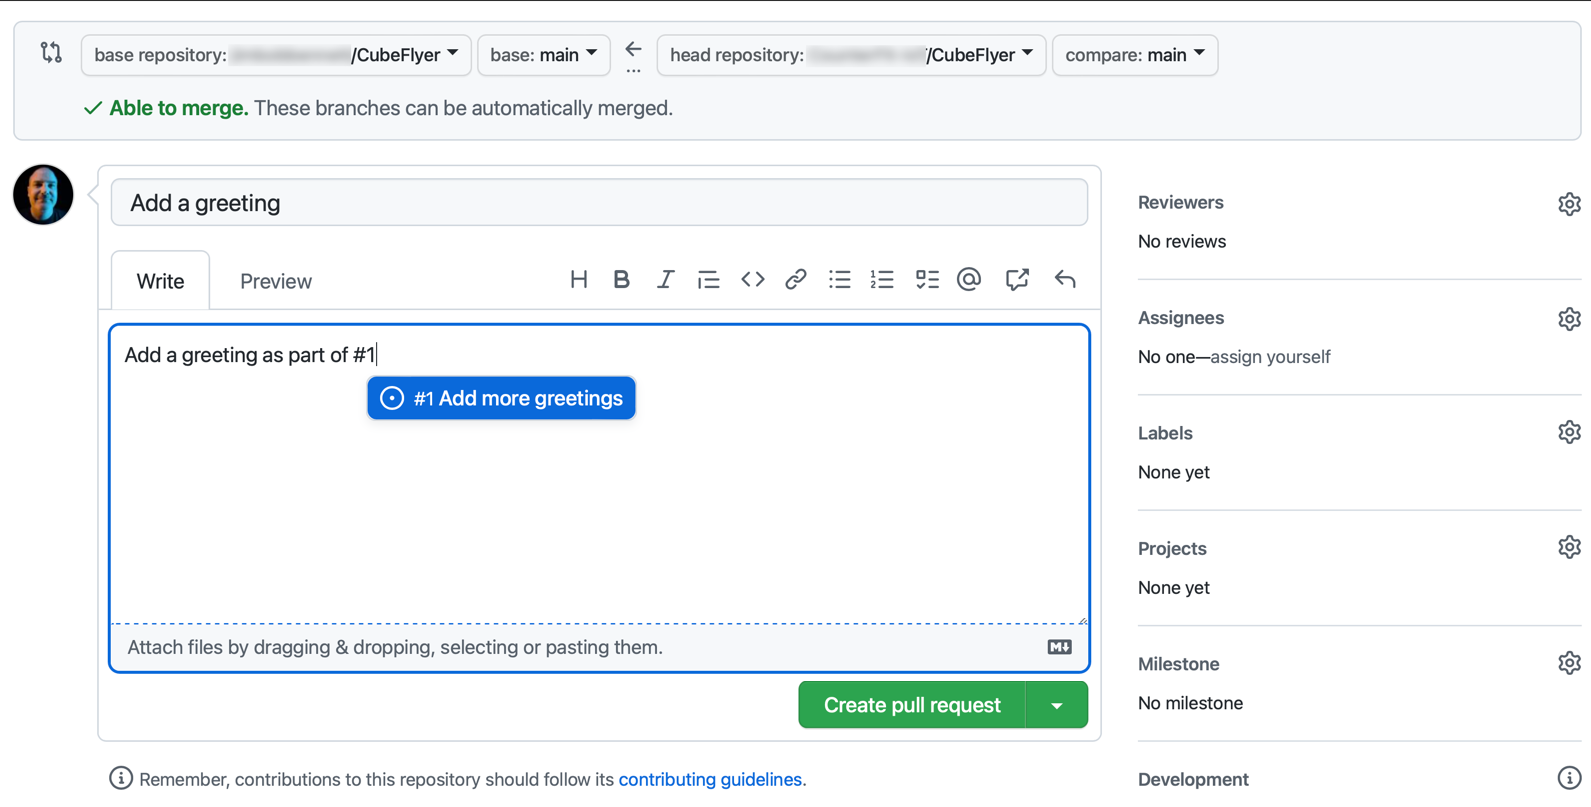 base repository: /CubeFlyer base: main ← ... head repository: /CubeFlyer compare: main
Able to merge. These branches can be automatically merged.
Add a greeting
Write Preview
Add a greeting as part of #1
#1 Add more greetings
Attach files by dragging & dropping, selecting or pasting them.
Create pull request
Remember, contributions to this repository should follow its contributing guidelines.
Reviewers
No reviews
Assignees
No one—assign yourself
Labels
None yet
Projects
None yet
Milestone
No milestone
Development